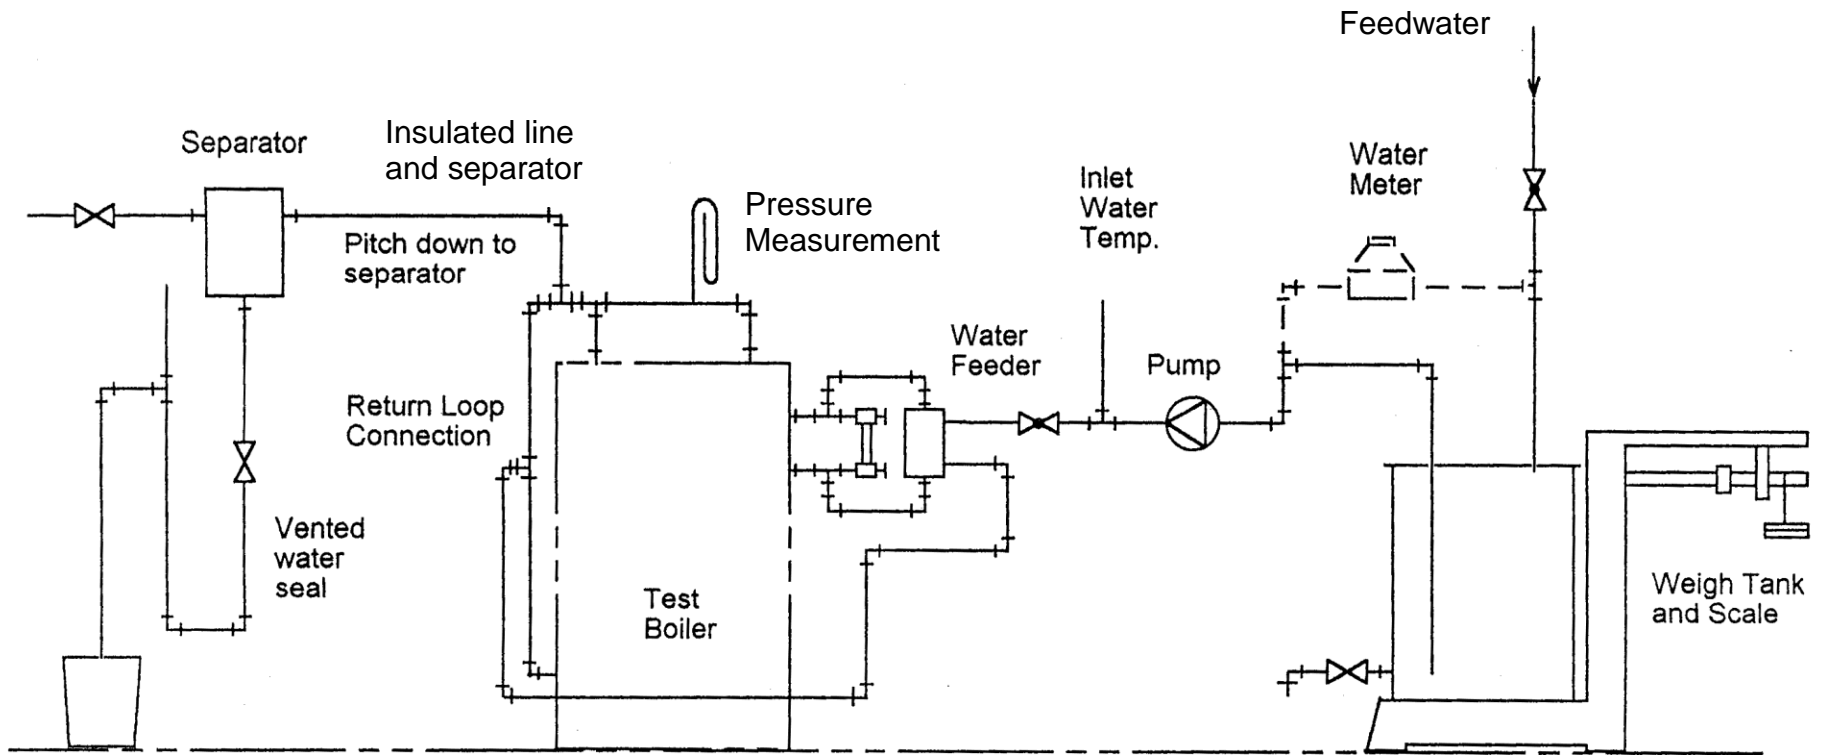 Feedwater
Separator
Insulated line
and separator
Pitch down to
separator
Pressure
Measurement
Inlet
Water
Temp.
Water
Meter
Water
Feeder
Pump
Return Loop
Connection
Vented
water
seal
Test
Boiler
Weigh Tank
and Scale